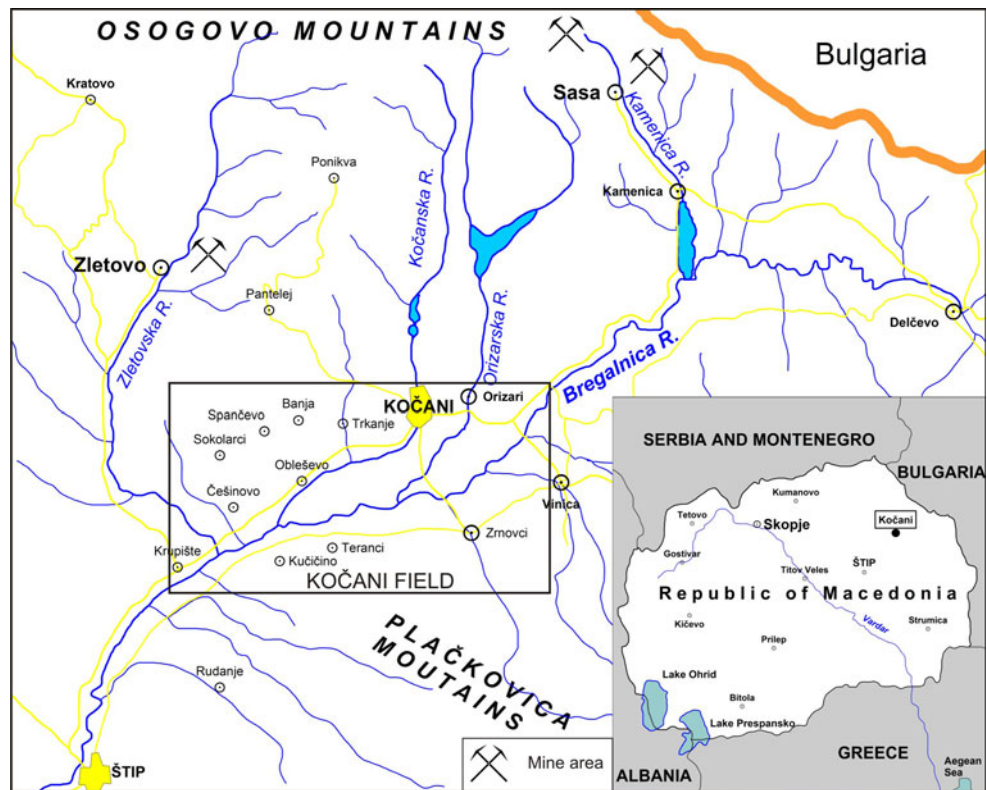 OSOGOVO MOUNTAINS
Bulgaria
Kratovo
Sasa
Kamenica R.
Ponikva
Kočanska R.
Kamenica
Zletovo
Pantelej
Zletovska R.
Orizarska R.
Delčevo
Bregalnica R.
KOČANI
Orizari
Banja
Spančevo
Trkanje
Sokolarci
Obleševo
Češinovo
Vinica
Zrnovci
Krupište
Teranci
Kučičino
KOČANI FIELD
PLAČKOVICA
MOUTAINS
Rudanje
ŠTIP
Mine area
SERBIA AND MONTENEGRO
BULGARIA
Kumanovo
Tetovo
Skopje
Kočani
Gostivar
Titov Veles
ŠTIP
Republic of Macedonia
Kičevo
Vardar
Strumica
Prilep
Lake Ohrid
Bitola
Lake Prespansko
GREECE
ALBANIA
Aegean
Sea